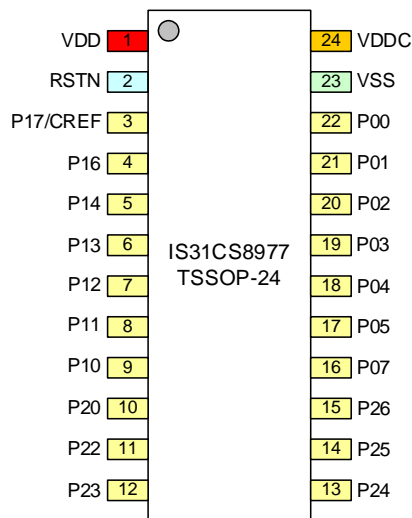 VDD 1 24 VDDC
RSTN 2 23 VSS
P17/CREF 3 22 P00
P16 4 21 P01
P14 5 20 P02
P13 6 19 P03
IS31CS8977
TSSOP-24
P12 7 18 P04
P11 8 17 P05
P10 9 16 P07
P20 10 15 P26
P22 11 14 P25
P23 12 13 P24